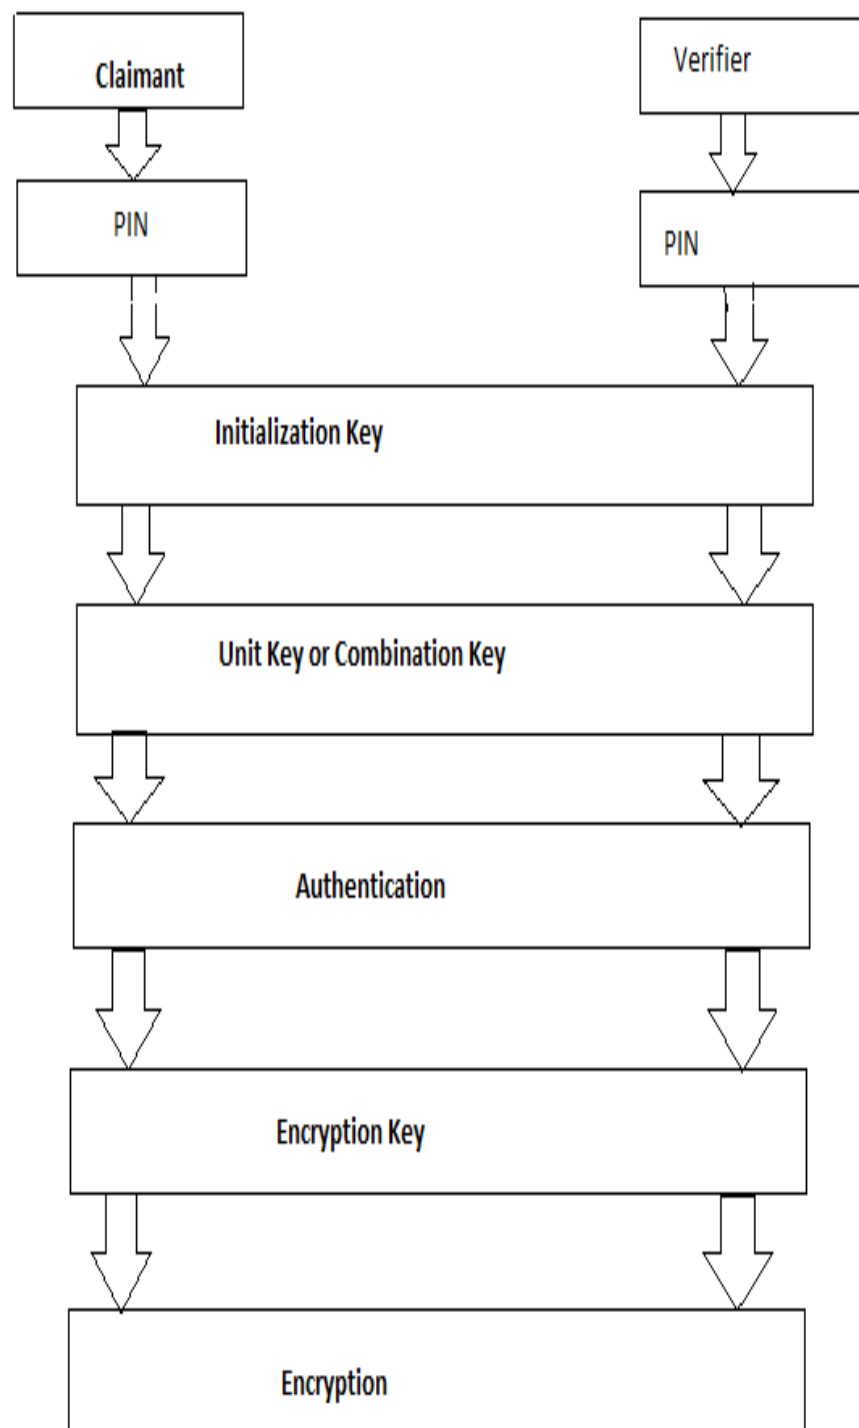 Claimant
Verifier
PIN
PIN
Initialization Key
Unit Key or Combination Key
Authentication
Encryption Key
Encryption